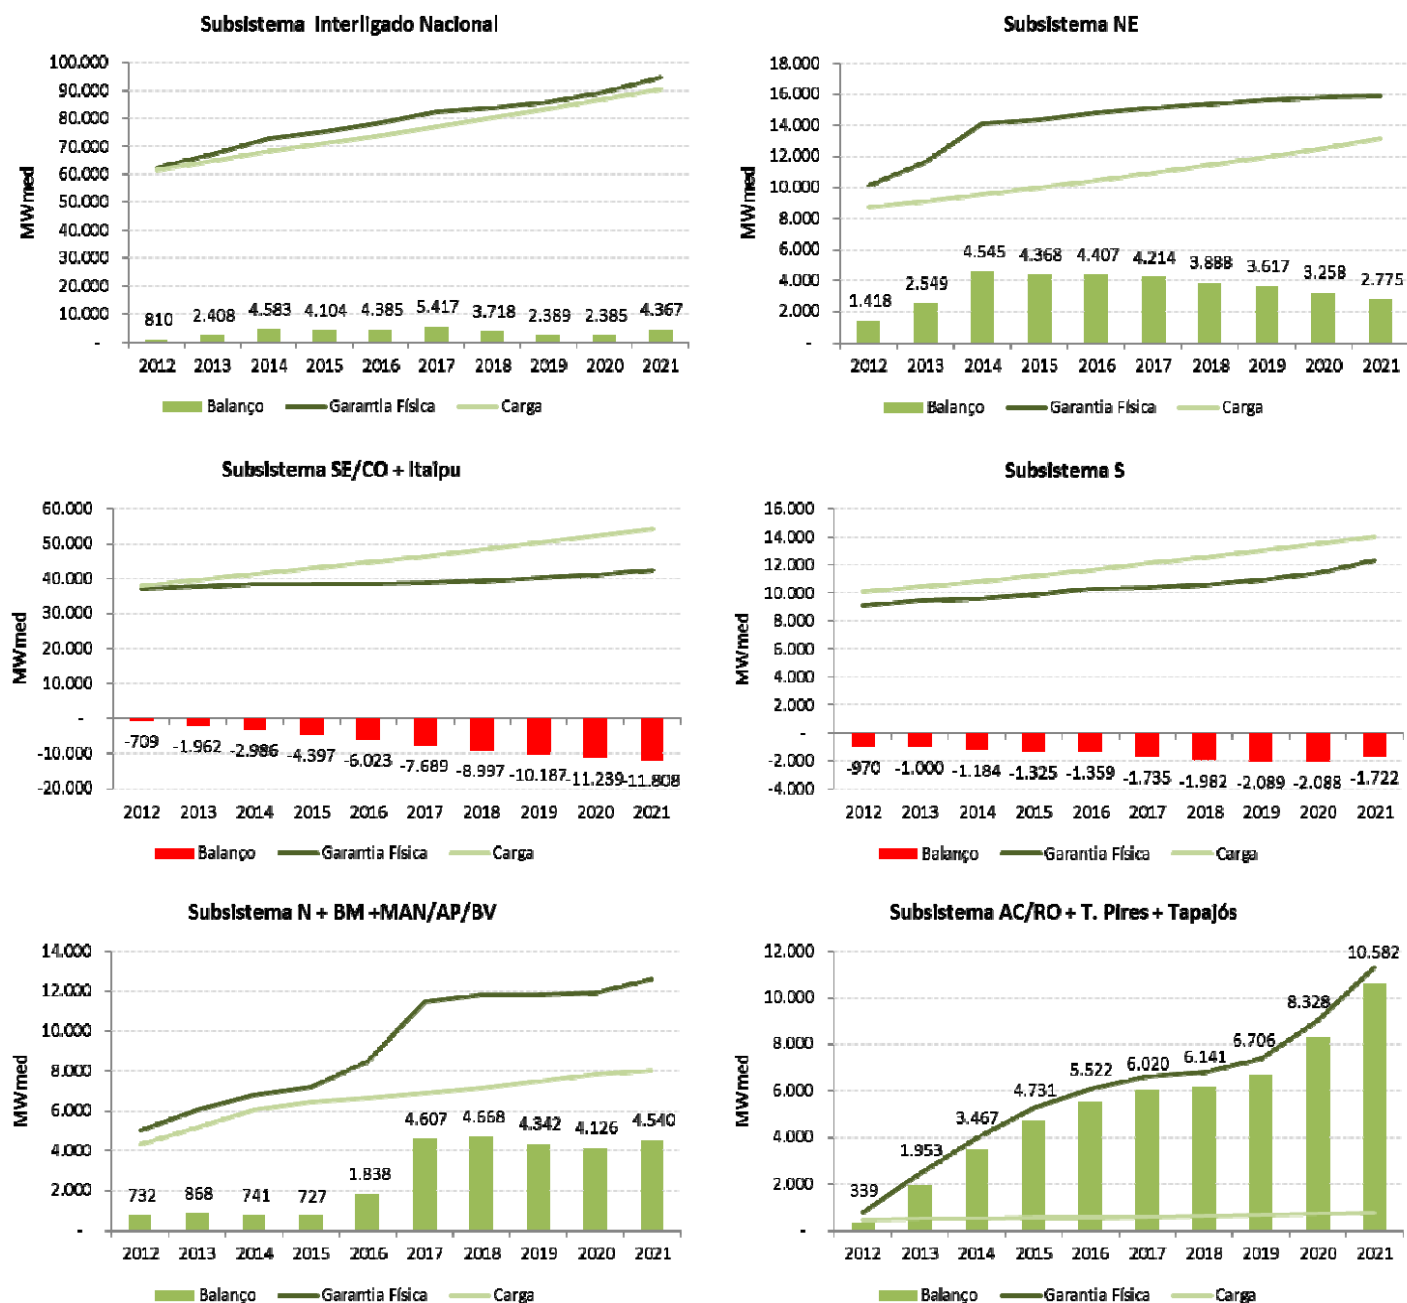 Subsistema Interligado Nacional
100.000
90.000
80.000
70.000
60.000
50.000
40.000
30.000
20.000
10.000
-
MWmed
810 2.408 4.583 4.104 4.385 5.417 3.718 2.389 2.385 4.367
2012 2013 2014 2015 2016 2017 2018 2019 2020 2021
Balanço Garantia Física Carga
Subsistema NE
18.000
16.000
14.000
12.000
10.000
8.000
6.000
4.000
2.000
-
MWmed
1.418 2.549 4.545 4.368 4.407 4.214 3.888 3.617 3.258 2.775
2012 2013 2014 2015 2016 2017 2018 2019 2020 2021
Balanço Garantia Física Carga
Subsistema SE/CO + Itaipu
60.000
50.000
40.000
30.000
20.000
10.000
-
-10.000
-20.000
MWmed
-709 -1.962 -2.986 -4.397 -6.023 -7.689 -8.997 -10.187 -11.239 -11.808
2012 2013 2014 2015 2016 2017 2018 2019 2020 2021
Balanço Garantia Física Carga
Subsistema S
16.000
14.000
12.000
10.000
8.000
6.000
4.000
2.000
-
-2.000
-4.000
MWmed
-970 -1.000 -1.184 -1.325 -1.359 -1.735 -1.982 -2.089 -2.088 -1.722
2012 2013 2014 2015 2016 2017 2018 2019 2020 2021
Balanço Garantia Física Carga
Subsistema N + BM +MAN/AP/BV
14.000
12.000
10.000
8.000
6.000
4.000
2.000
-
MWmed
732 868 741 727 1.838 4.607 4.668 4.342 4.126 4.540
2012 2013 2014 2015 2016 2017 2018 2019 2020 2021
Balanço Garantia Física Carga
Subsistema AC/RO + T. Pires + Tapajós
12.000
10.000
8.000
6.000
4.000
2.000
-
MWmed
339 1.953 3.467 4.731 5.522 6.020 6.141 6.706 8.328 10.582
2012 2013 2014 2015 2016 2017 2018 2019 2020 2021
Balanço Garantia Física Carga